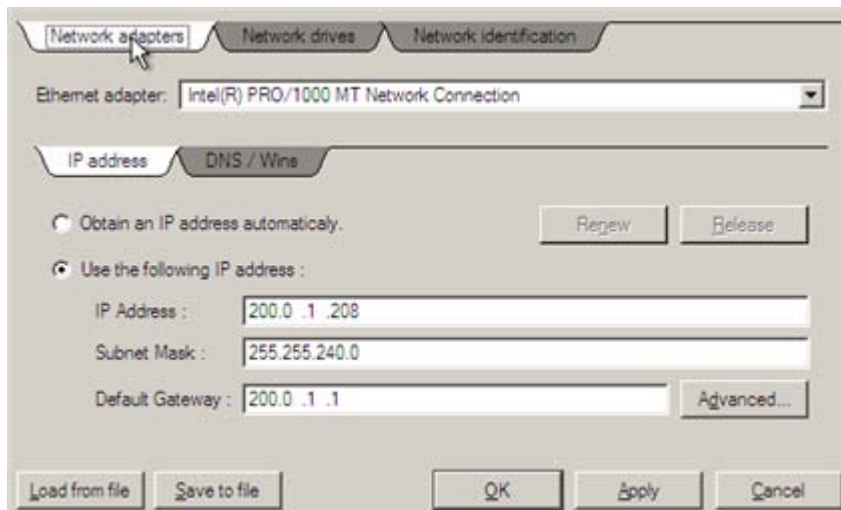 Network adapters Network drives Network identification
Ethernet adapter: Intel(R) PRO/1000 MT Network Connection
IP address DNS / Wins
Obtain an IP address automaticaly. Renew Release
Use the following IP address :
IP Address : 200.0 .1 .208
Subnet Mask : 255.255.240.0
Default Gateway : 200.0 .1 .1 Advanced...
Load from file Save to file OK Apply Cancel